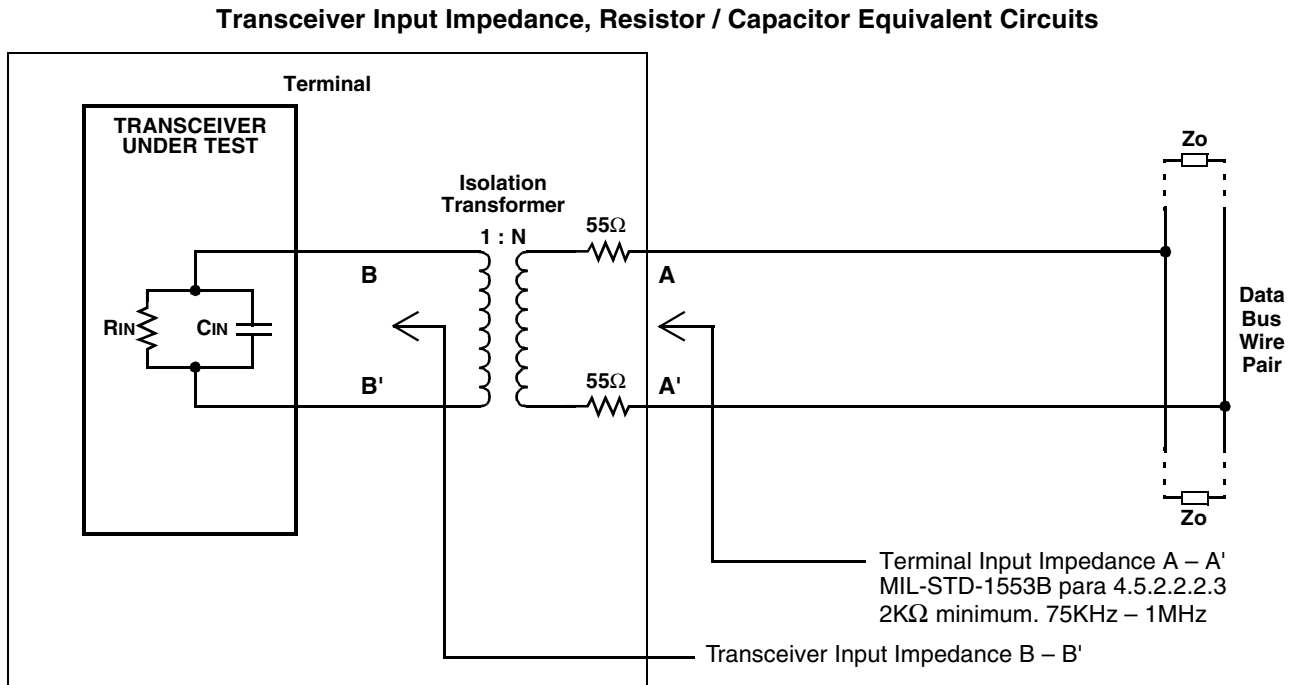 Transceiver Input Impedance, Resistor / Capacitor Equivalent Circuits
Terminal
TRANSCEIVER
UNDER TEST
Isolation
Transformer
1 : N
55Ω
Zo
B
A
RIN
CIN
Data
Bus
Wire
Pair
B'
55Ω
A'
Zo
Terminal Input Impedance A – A'
MIL-STD-1553B para 4.5.2.2.2.3
2KΩ minimum. 75KHz – 1MHz
Transceiver Input Impedance B – B'